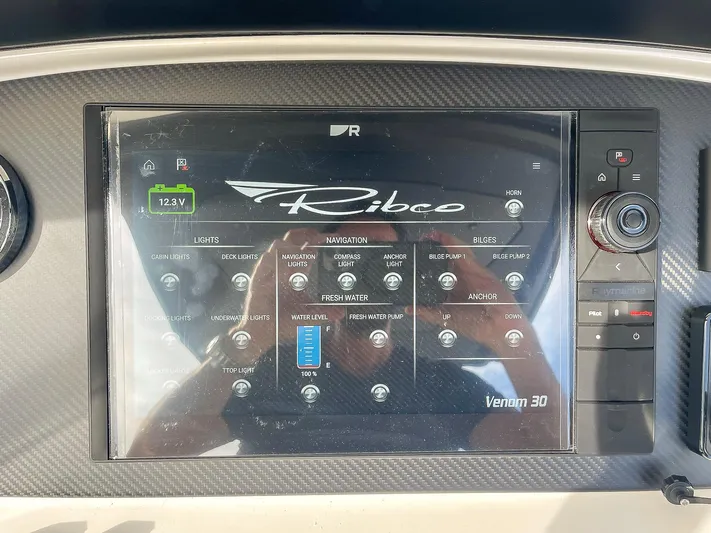 R
12.3 V
Ribco
HORN
LIGHTS
NAVIGATION
BILGES
CABIN LIGHTS
DECK LIGHTS
NAVIGATION
LIGHTS
COMPASS
LIGHT
ANCHOR
LIGHT
BILGE PUMP 1
BILGE PUMP 2
FRESH WATER
ANCHOR
UNDERWATER LIGHTS
WATER LEVEL
FRESH WATER PUMP
UP
DOWN
F
E
100 %
TTOP LIGHT
Venom 30
Raymarine
Pilot